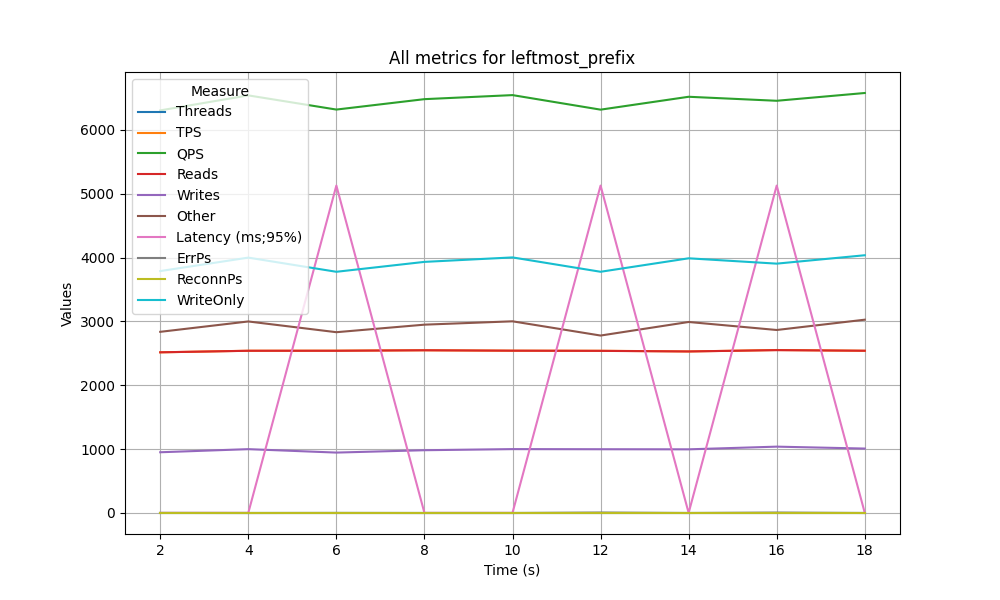 All metrics for leftmost_prefix
Measure
Threads
TPS
QPS
Reads
Writes
Other
Latency (ms;95%)
ErrPs
ReconnPs
WriteOnly
Values
6000
5000
4000
3000
2000
1000
0
2 4 6 8 10 12 14 16 18
Time (s)